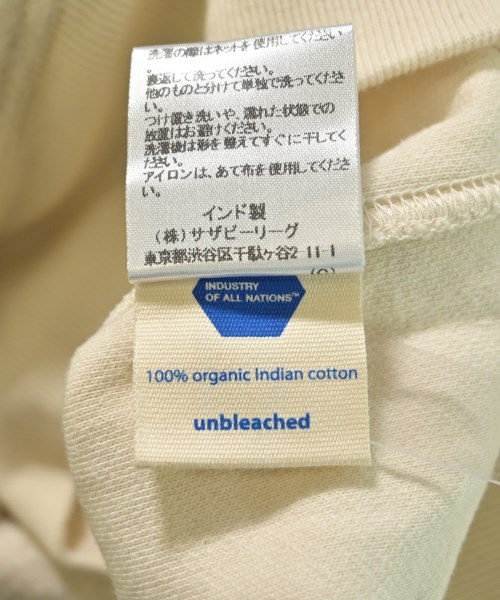 洗濯の際はネットを使用してください
。
裏返して洗ってください。
他のものと分けて単独で洗ってくださ
い。
つけ置き洗いや、濡れた状態での
放置はお避けください。
洗濯後は形を整えてすぐに干してく
ださい。
アイロンは、あて布を使用してください
。
インド製
(株)サザビーリーグ
東京都渋谷区千駄ヶ谷2-11-1
INDUSTRY
OF ALL NATIONS™
100% organic Indian cotton
unbleached